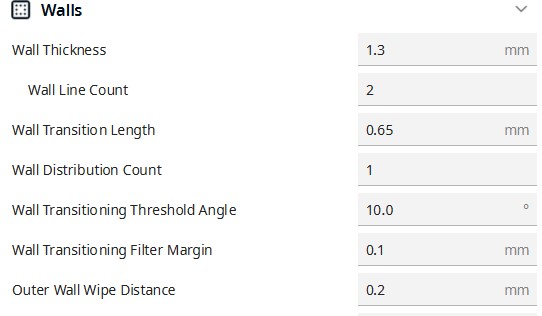 Walls
Wall Thickness 1.3 mm
Wall Line Count 2
Wall Transition Length 0.65 mm
Wall Distribution Count 1
Wall Transitioning Threshold Angle 10.0 °
Wall Transitioning Filter Margin 0.1 mm
Outer Wall Wipe Distance 0.2 mm